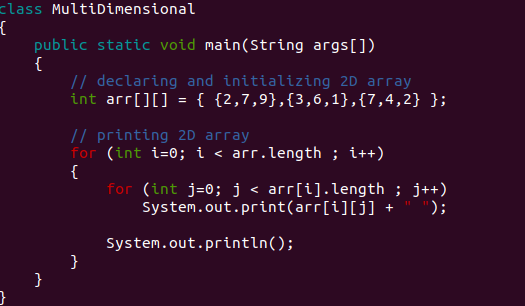 class MultiDimensional
{
    public static void main(String args[])
    {
        // declaring and initializing 2D array
        int arr[][] = { {2,7,9},{3,6,1},{7,4,2} };
        // printing 2D array
        for (int i=0; i < arr.length ; i++)
        {
            for (int j=0; j < arr[i].length ; j++)
                System.out.print(arr[i][j] + " ");
            System.out.println();
        }
    }
}